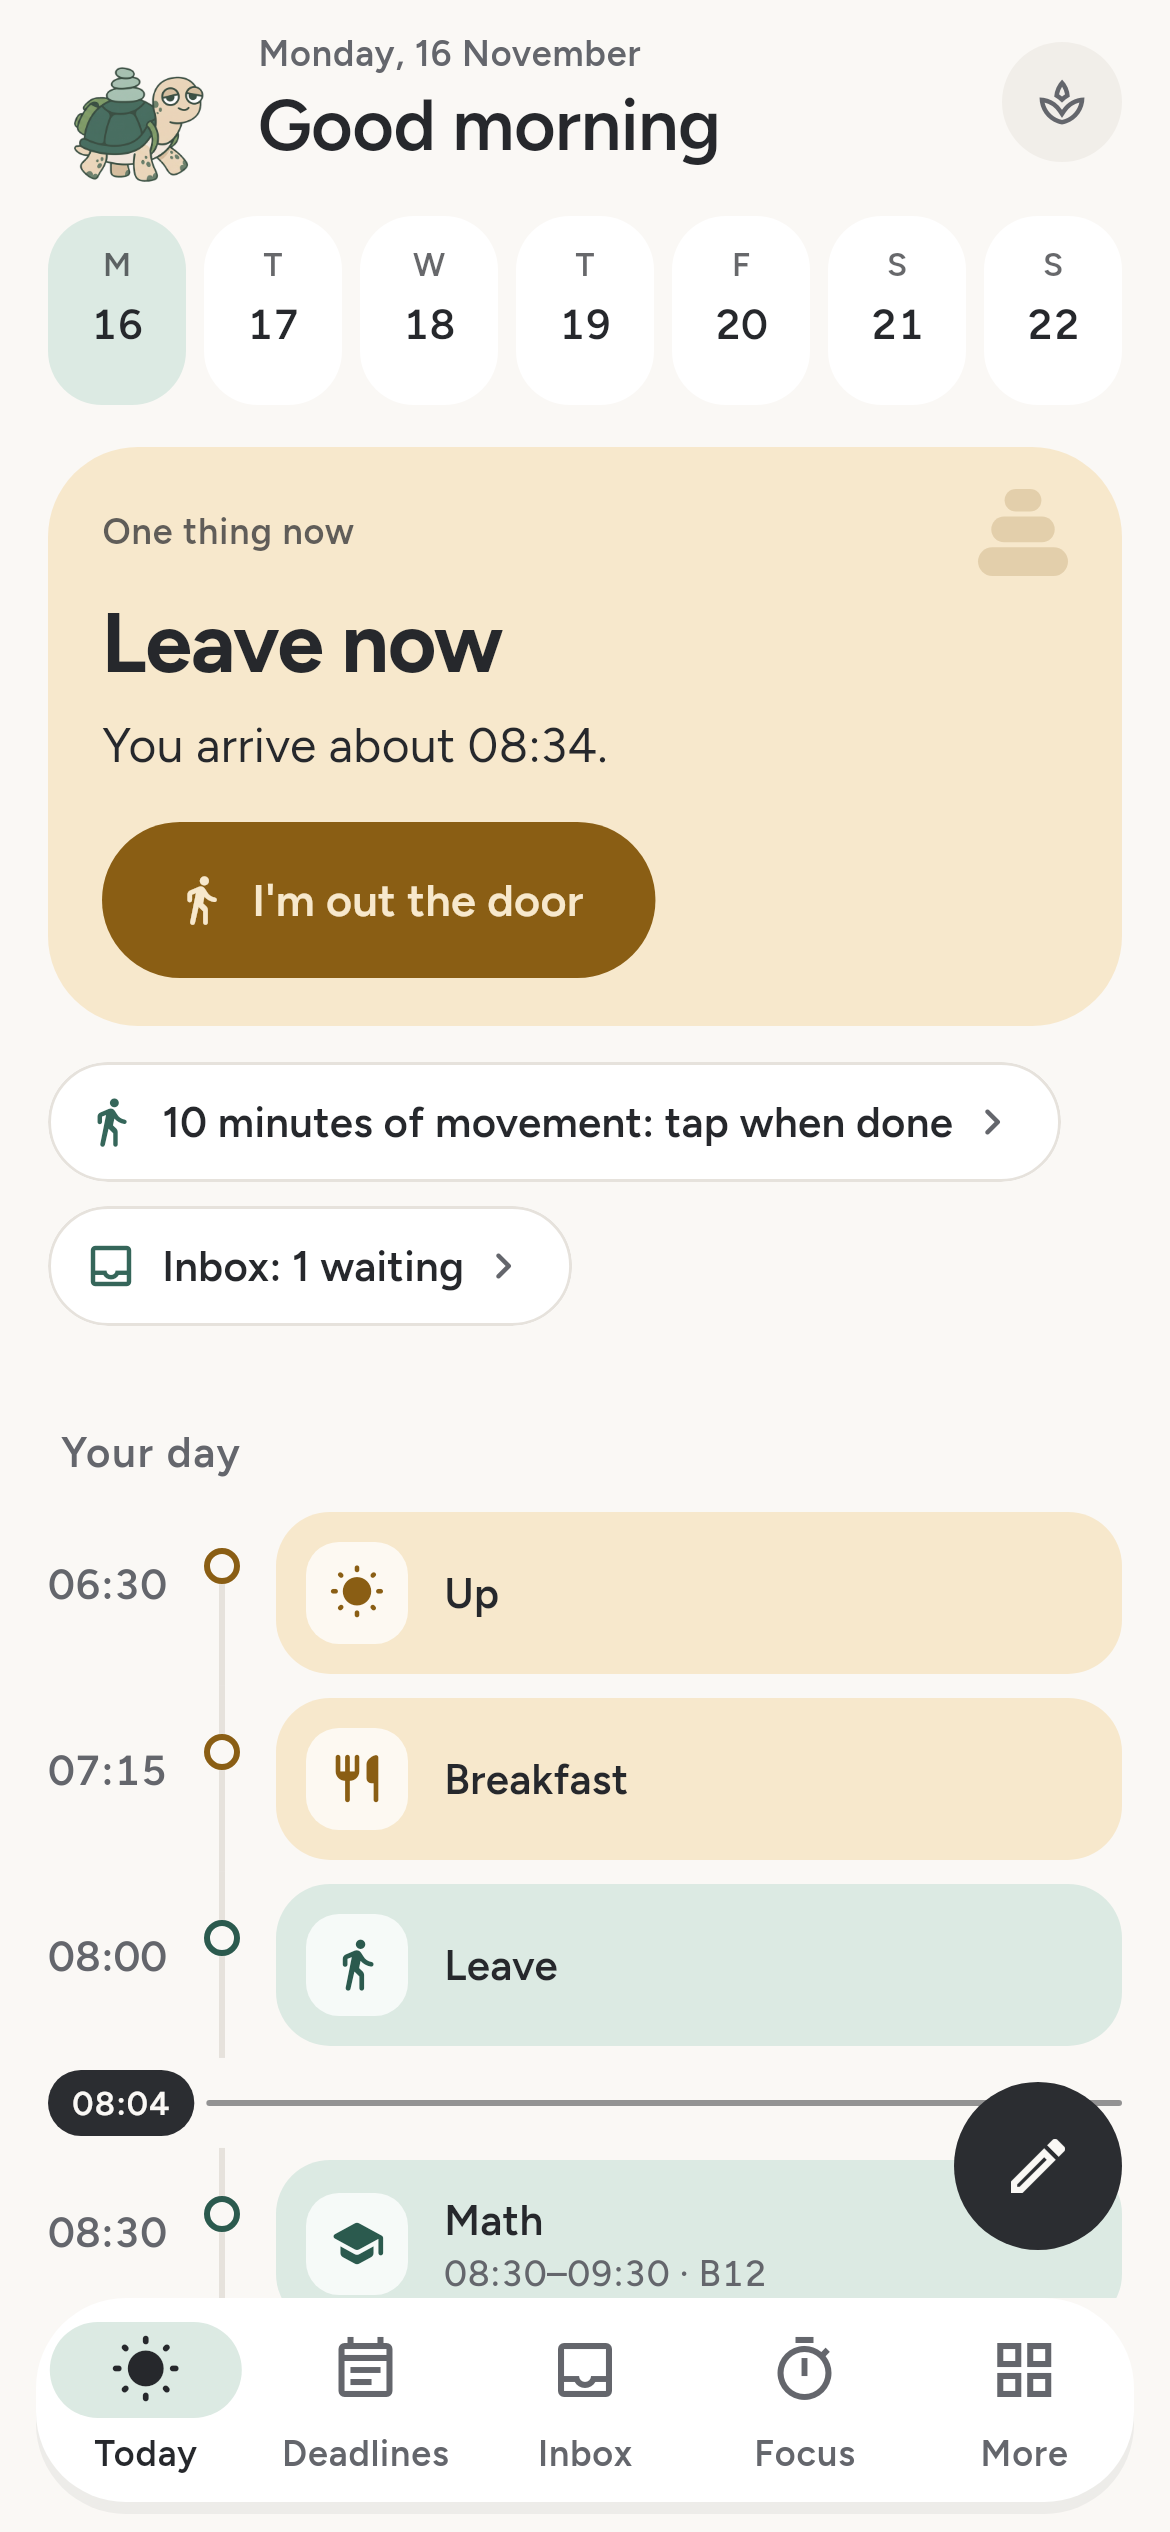 Monday, 16 November
Good morning
M T W T F S S
16 17 18 19 20 21 22
One thing now
Leave now
You arrive about 08:34.
I'm out the door
10 minutes of movement: tap when done
Inbox: 1 waiting
Your day
06:30 Up
07:15 Breakfast
08:00 Leave
08:04
08:30 Math
08:30–09:30 · B12
Today Deadlines Inbox Focus More